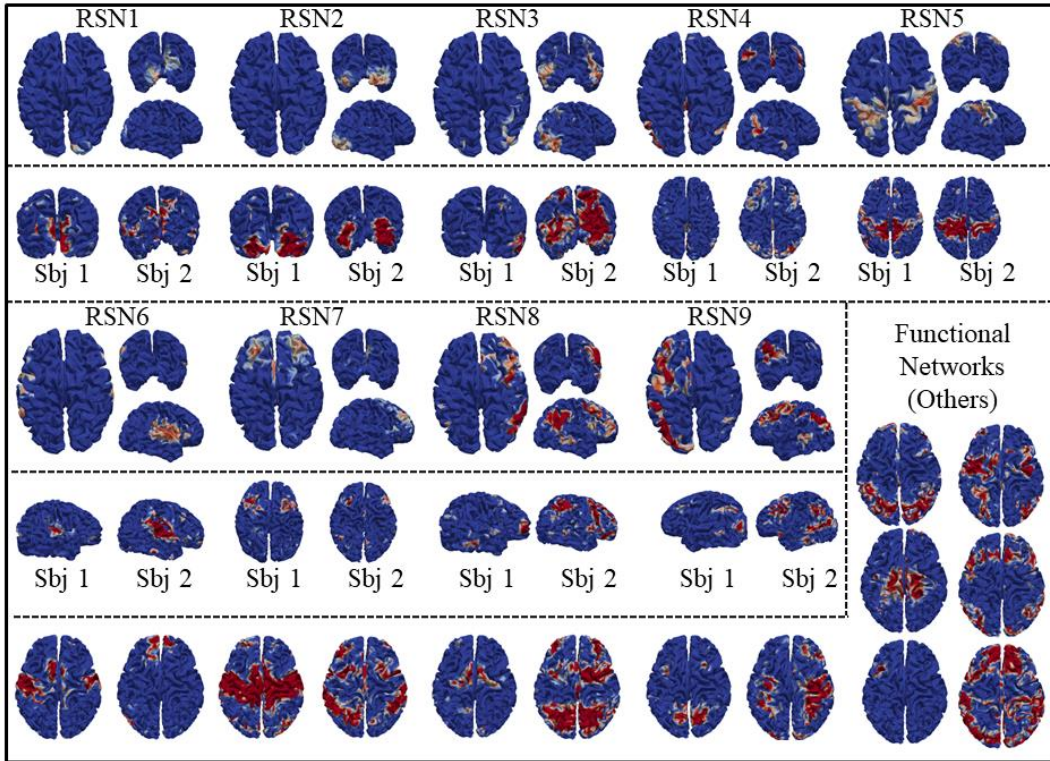 RSN1 RSN2 RSN3 RSN4 RSN5
Sbj 1 Sbj 2 Sbj 1 Sbj 2 Sbj 1 Sbj 2 Sbj 1 Sbj 2 Sbj 1 Sbj 2
RSN6 RSN7 RSN8 RSN9
Functional
Networks
(Others)
Sbj 1 Sbj 2 Sbj 1 Sbj 2 Sbj 1 Sbj 2 Sbj 1 Sbj 2